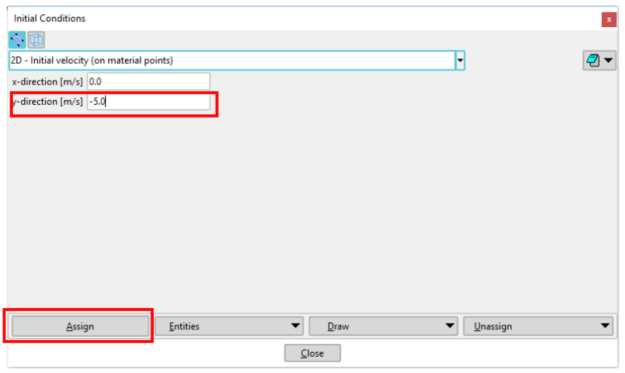 Initial Conditions
x
2D - Initial velocity (on material points)
x-direction [m/s] 0.0
y-direction [m/s] -5.0
Assign Entities Draw Unassign
Close